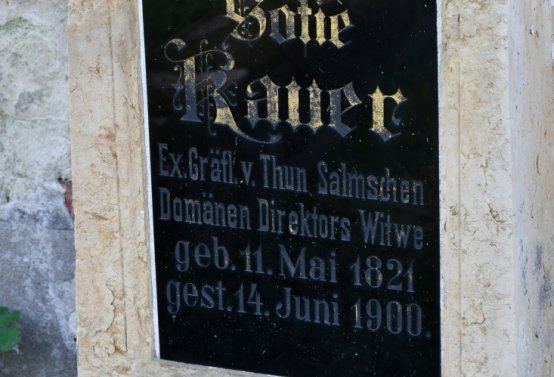 Sofie
Kauer
Ex.Gräfl.v.Thun Salmschen
Domänen Direktors Witwe
geb. 11. Mai 1821
gest. 14. Juni 1900.